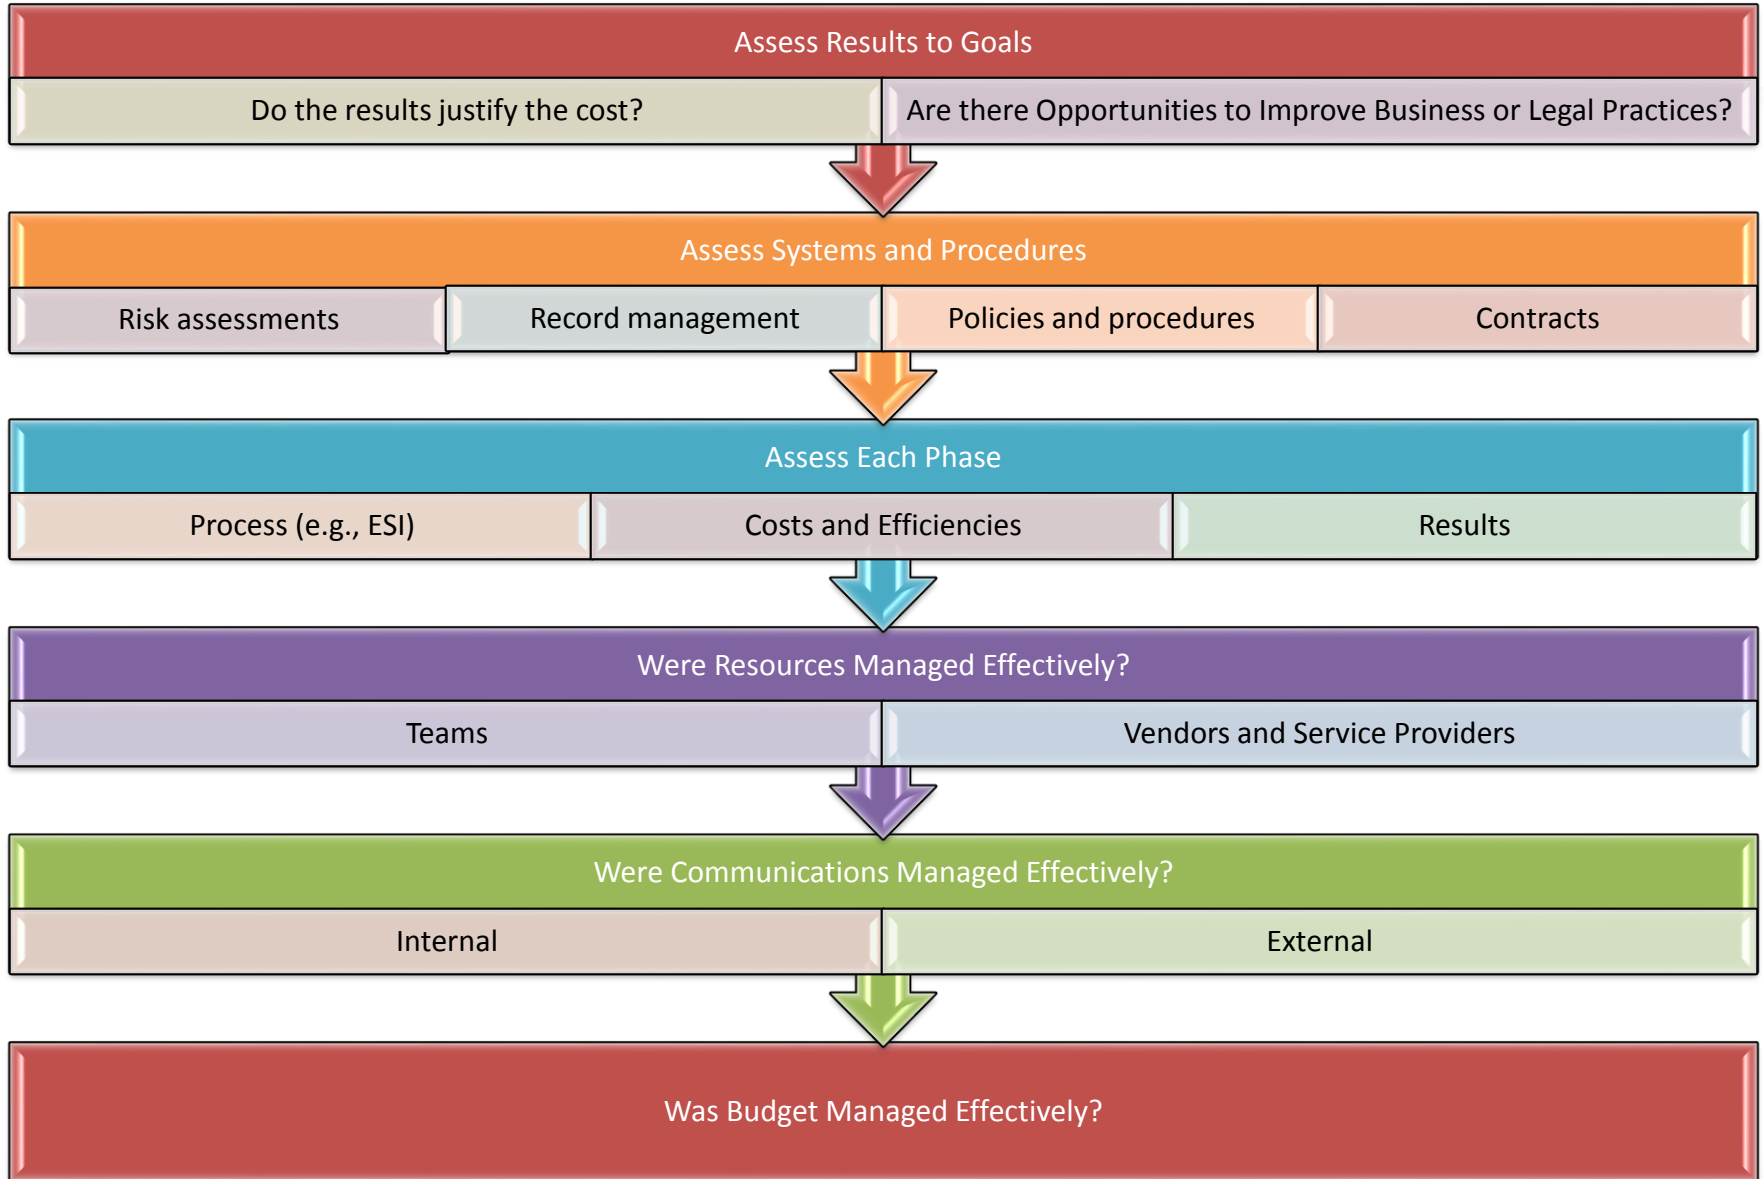 Assess Results to Goals
Do the results justify the cost?
Are there Opportunities to Improve Business or Legal Practices?
Assess Systems and Procedures
Risk assessments
Record management
Policies and procedures
Contracts
Assess Each Phase
Process (e.g., ESI)
Costs and Efficiencies
Results
Were Resources Managed Effectively?
Teams
Vendors and Service Providers
Were Communications Managed Effectively?
Internal
External
Was Budget Managed Effectively?